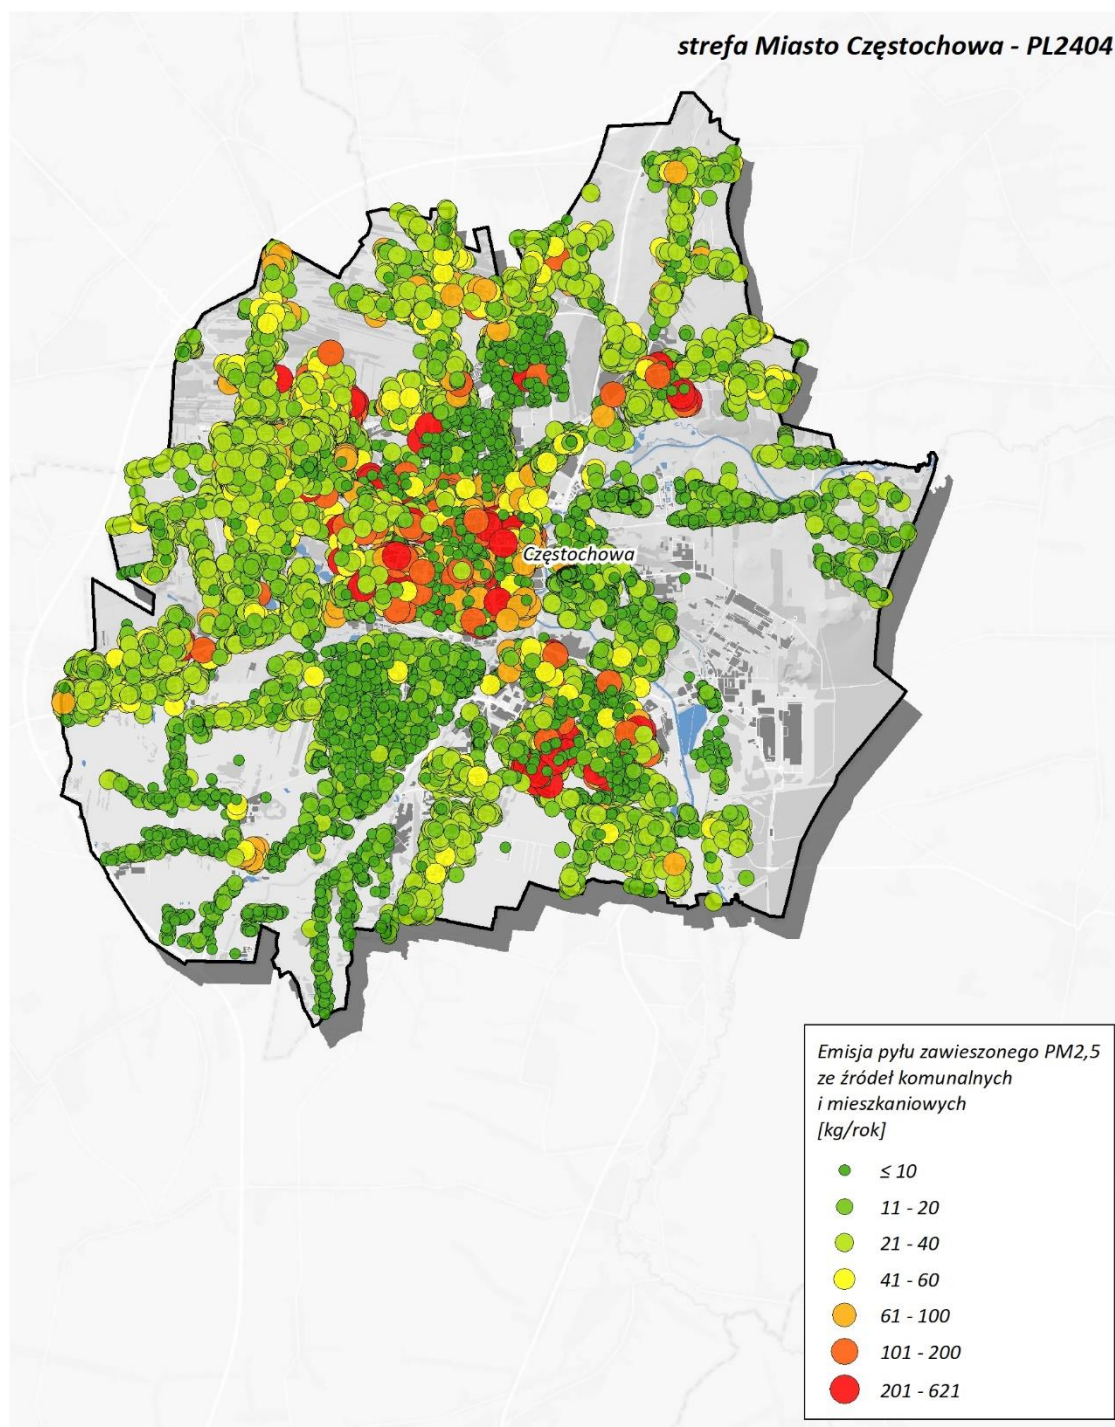 strefa Miasto Częstochowa - PL2404
Częstochowa
Emisja pyłu zawieszonego PM2,5
ze źródeł komunalnych
i mieszkaniowych
[kg/rok]
≤ 10
11 - 20
21 - 40
41 - 60
61 - 100
101 - 200
201 - 621